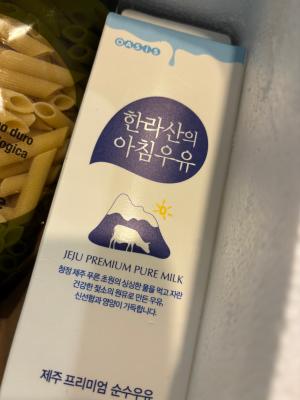 OASIS
한라산의
아침우유
JEJU PREMIUM PURE MILK
청정 제주 푸른 초원의 싱싱한 풀을 먹고 자란
건강한 젖소의 원유로 만든 우유,
신선함과 영양이 가득합니다.
제주 프리미엄 순수우유
o duro
ologica
e